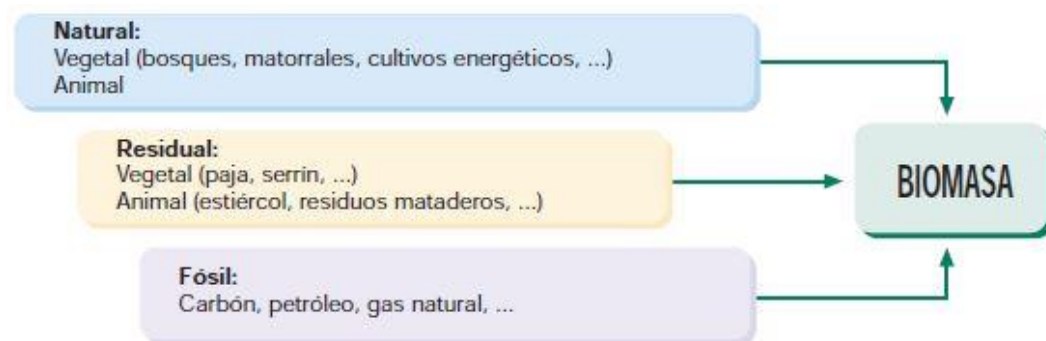 Natural:
Vegetal (bosques, matorrales, cultivos energéticos, ...)
Animal
Residual:
Vegetal (paja, serrín, ...)
Animal (estiércol, residuos mataderos, ...)
Fósil:
Carbón, petróleo, gas natural, ...
BIOMASA